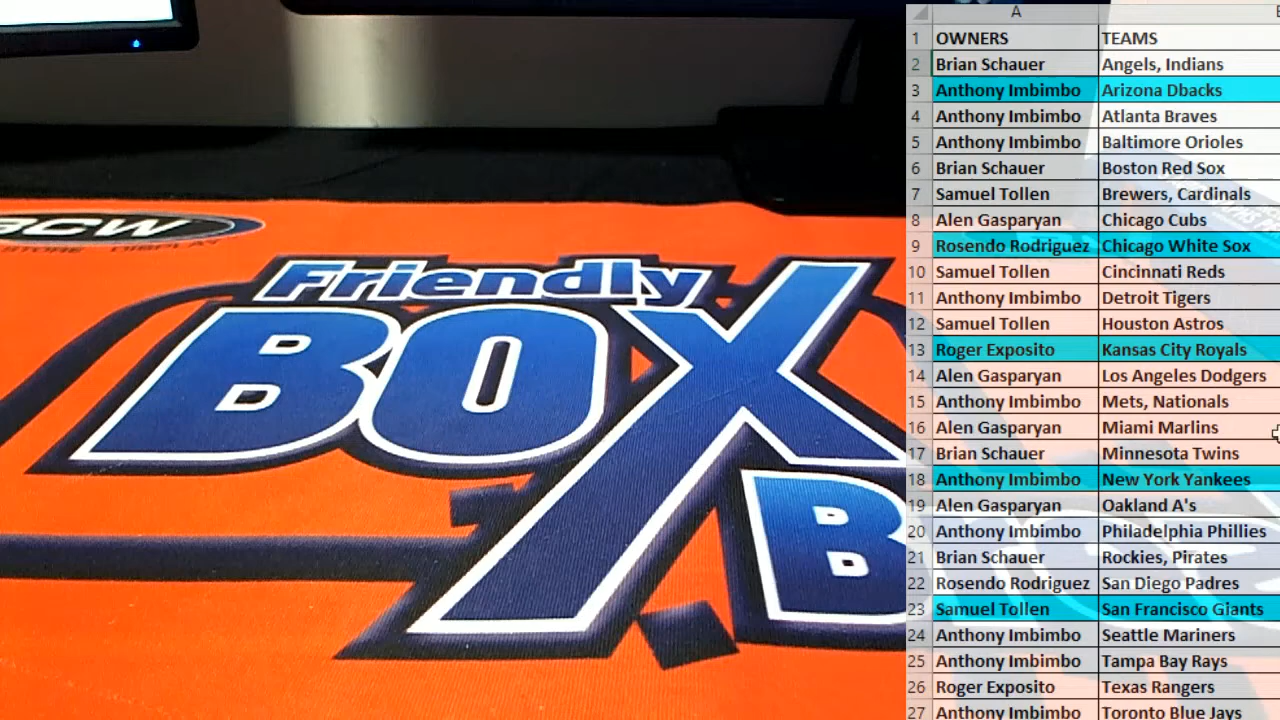 BCW
STORE DISPLAY
Friendly
BOX
B
A
1 OWNERS TEAMS
2 Brian Schauer Angels, Indians
3 Anthony Imbimbo Arizona Dbacks
4 Anthony Imbimbo Atlanta Braves
5 Anthony Imbimbo Baltimore Orioles
6 Brian Schauer Boston Red Sox
7 Samuel Tollen Brewers, Cardinals
8 Alen Gasparyan Chicago Cubs
9 Rosendo Rodriguez Chicago White Sox
10 Samuel Tollen Cincinnati Reds
11 Anthony Imbimbo Detroit Tigers
12 Samuel Tollen Houston Astros
13 Roger Exposito Kansas City Royals
14 Alen Gasparyan Los Angeles Dodgers
15 Anthony Imbimbo Mets, Nationals
16 Alen Gasparyan Miami Marlins
17 Brian Schauer Minnesota Twins
18 Anthony Imbimbo New York Yankees
19 Alen Gasparyan Oakland A's
20 Anthony Imbimbo Philadelphia Phillies
21 Brian Schauer Rockies, Pirates
22 Rosendo Rodriguez San Diego Padres
23 Samuel Tollen San Francisco Giants
24 Anthony Imbimbo Seattle Mariners
25 Anthony Imbimbo Tampa Bay Rays
26 Roger Exposito Texas Rangers
27 Anthony Imbimbo Toronto Blue Jays